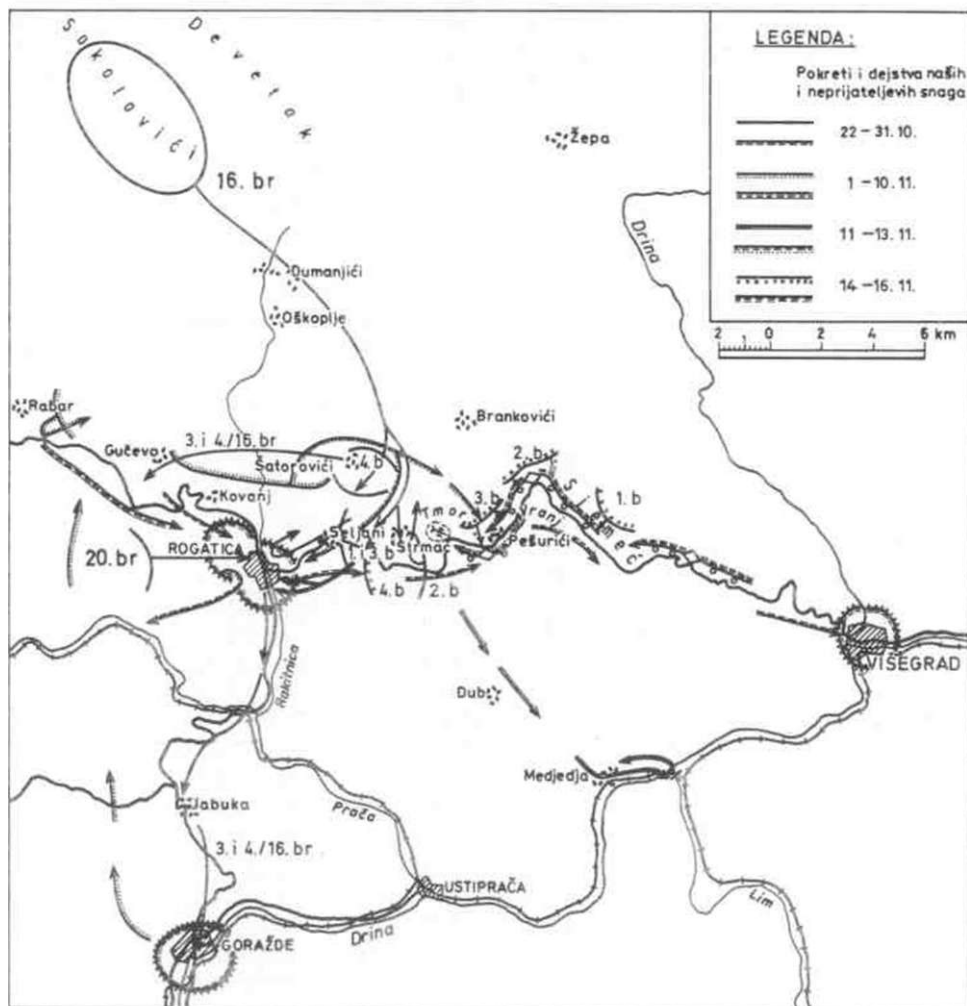 Sokolovići
Devetak
LEGENDA:
Pokreti i dejstva naših
i neprijateljevih snaga
22-31.10.
1-10.11.
11-13.11.
14-16.11.
2 0 2 4 6 km
Žepa
16. br
Drina
Dumanjići
Oškoplje
Rabar
Brankovići
3. i 4./16. br
Gučevo
Šatorovići
4.b
2.b
Kovanj
3.b
1.b
Sjemeć
Tmor
Seljani
Strmac
Pešurići
ROGATICA
1. i 3.b
20. br
4.b
2.b
VIŠEGRAD
Rakitnica
Dub
Medjedja
Jabuka
Prača
3. i 4./16. br
USTIPRAČA
Lim
Drina
GORAŽDE